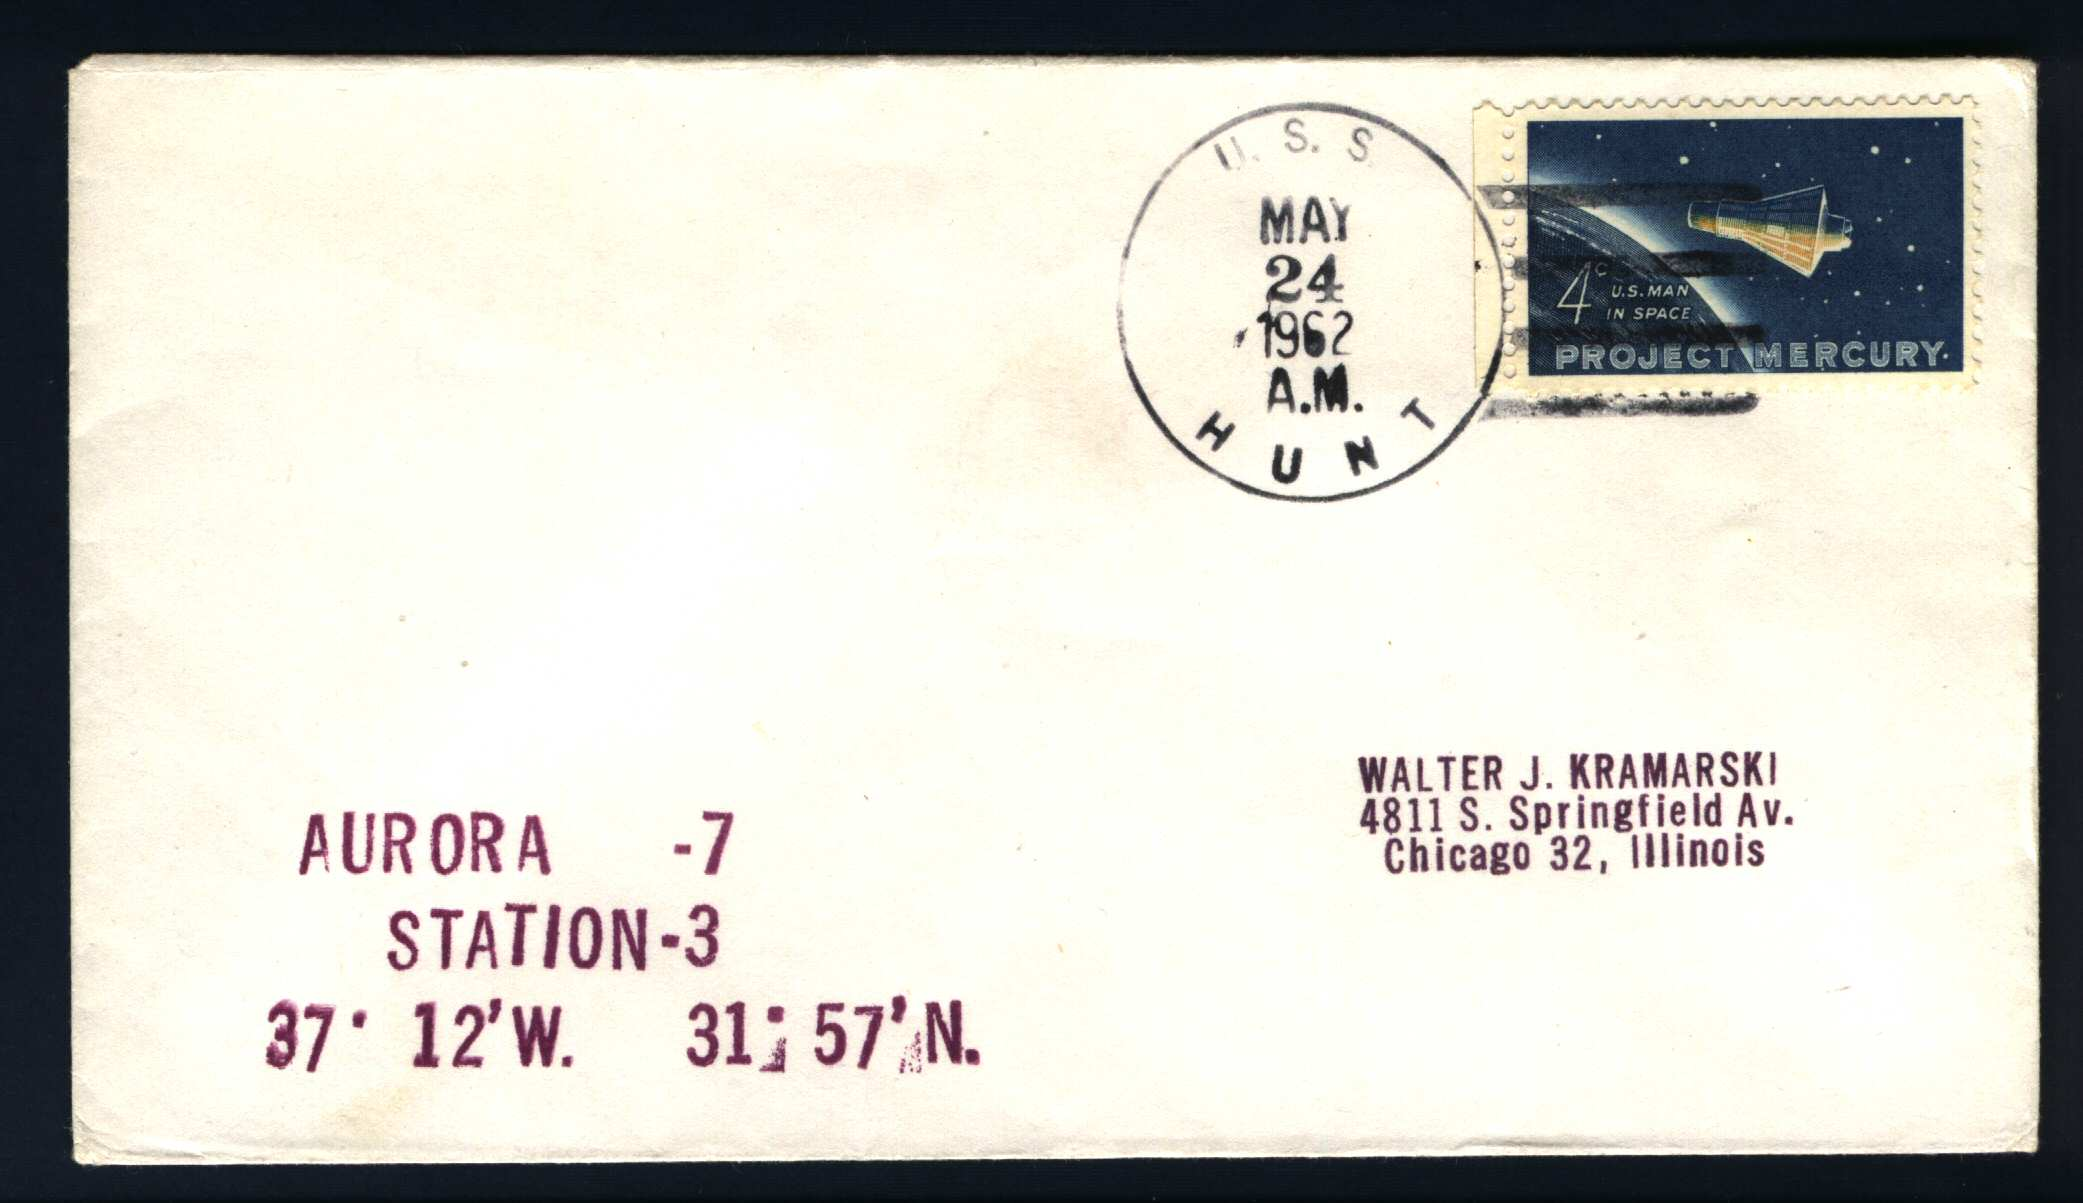 U.S.S.
MAY
24
1962
A.M.
HUNT
4c
U.S. MAN
IN SPACE
PROJECT MERCURY
WALTER J. KRAMARSKI
4811 S. Springfield Av.
Chicago 32, Illinois
AURORA -7
STATION-3
37° 12' W. 31° 57' N.